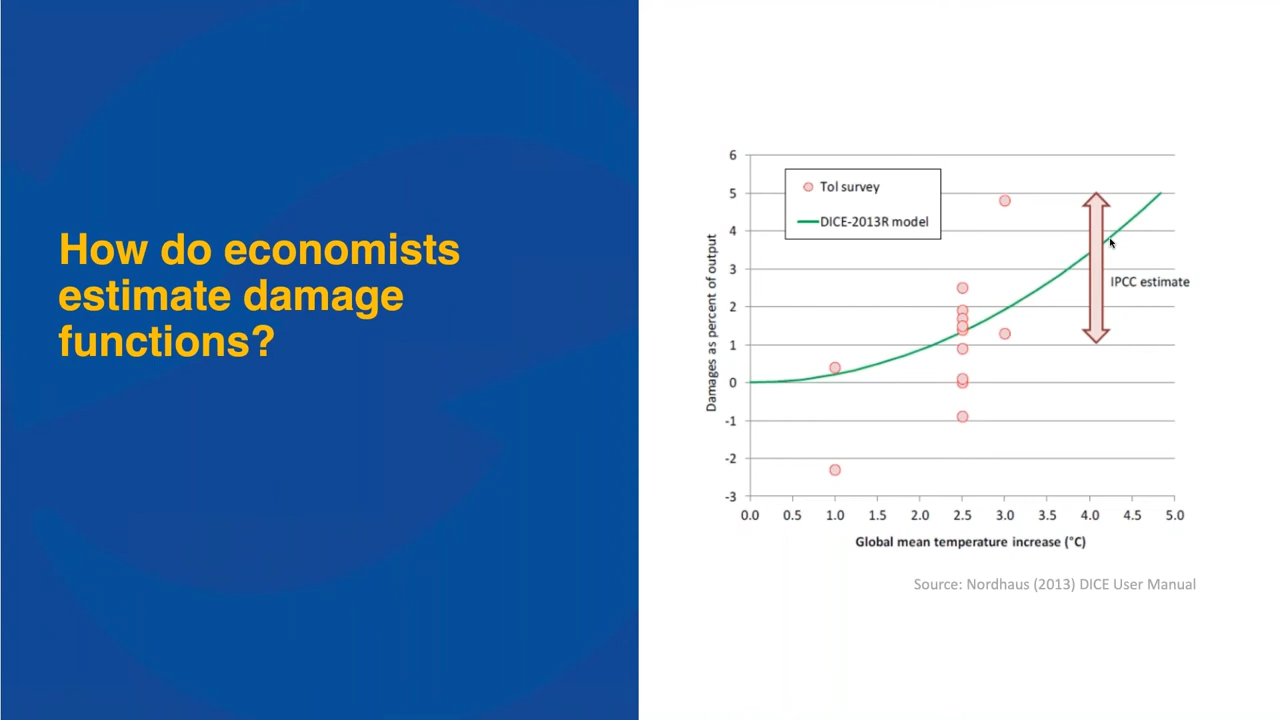 How do economists
estimate damage
functions?
6
5
4
3
2
1
0
-1
-2
-3
Damages as percent of output
Tol survey
DICE-2013R model
IPCC estimate
0.0 0.5 1.0 1.5 2.0 2.5 3.0 3.5 4.0 4.5 5.0
Global mean temperature increase (°C)
Source: Nordhaus (2013) DICE User Manual